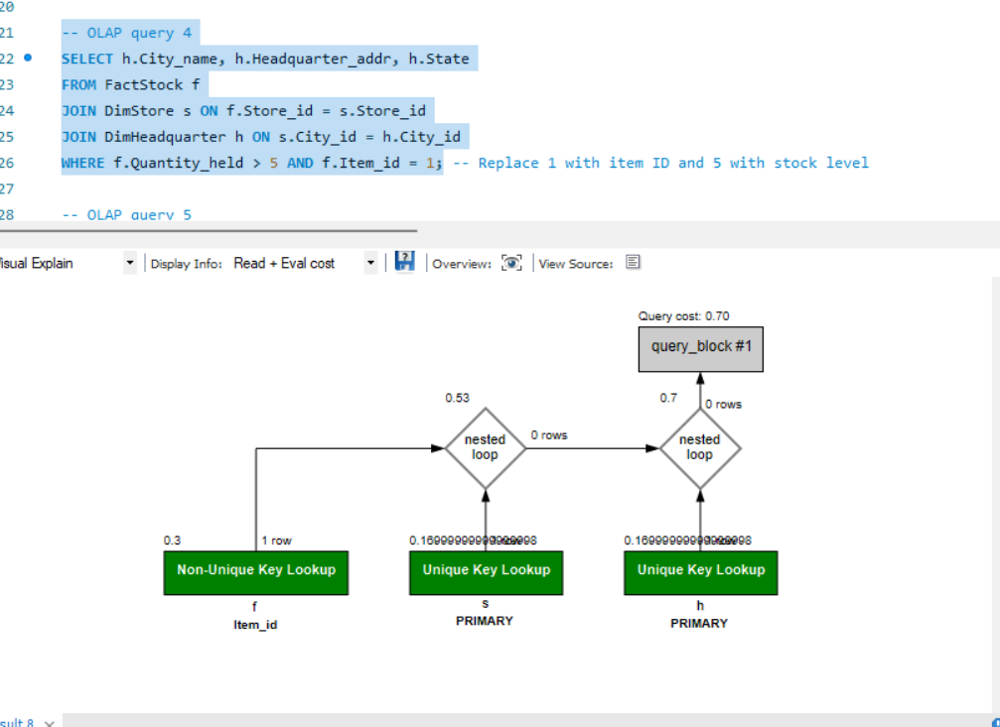 20
21 -- OLAP query 4
22 SELECT h.City_name, h.Headquarter_addr, h.State
23 FROM FactStock f
24 JOIN DimStore s ON f.Store_id = s.Store_id
25 JOIN DimHeadquarter h ON s.City_id = h.City_id
26 WHERE f.Quantity_held > 5 AND f.Item_id = 1; -- Replace 1 with item ID and 5 with stock level
27
28 -- OLAP query 5
isual Explain Display Info: Read + Eval cost Overview: View Source:
Query cost: 0.70
query_block #1
0.53
0.7
0 rows
nested
loop
0 rows
nested
loop
0.3
1 row
Non-Unique Key Lookup
f
Item_id
Unique Key Lookup
s
PRIMARY
Unique Key Lookup
h
PRIMARY
sult 8